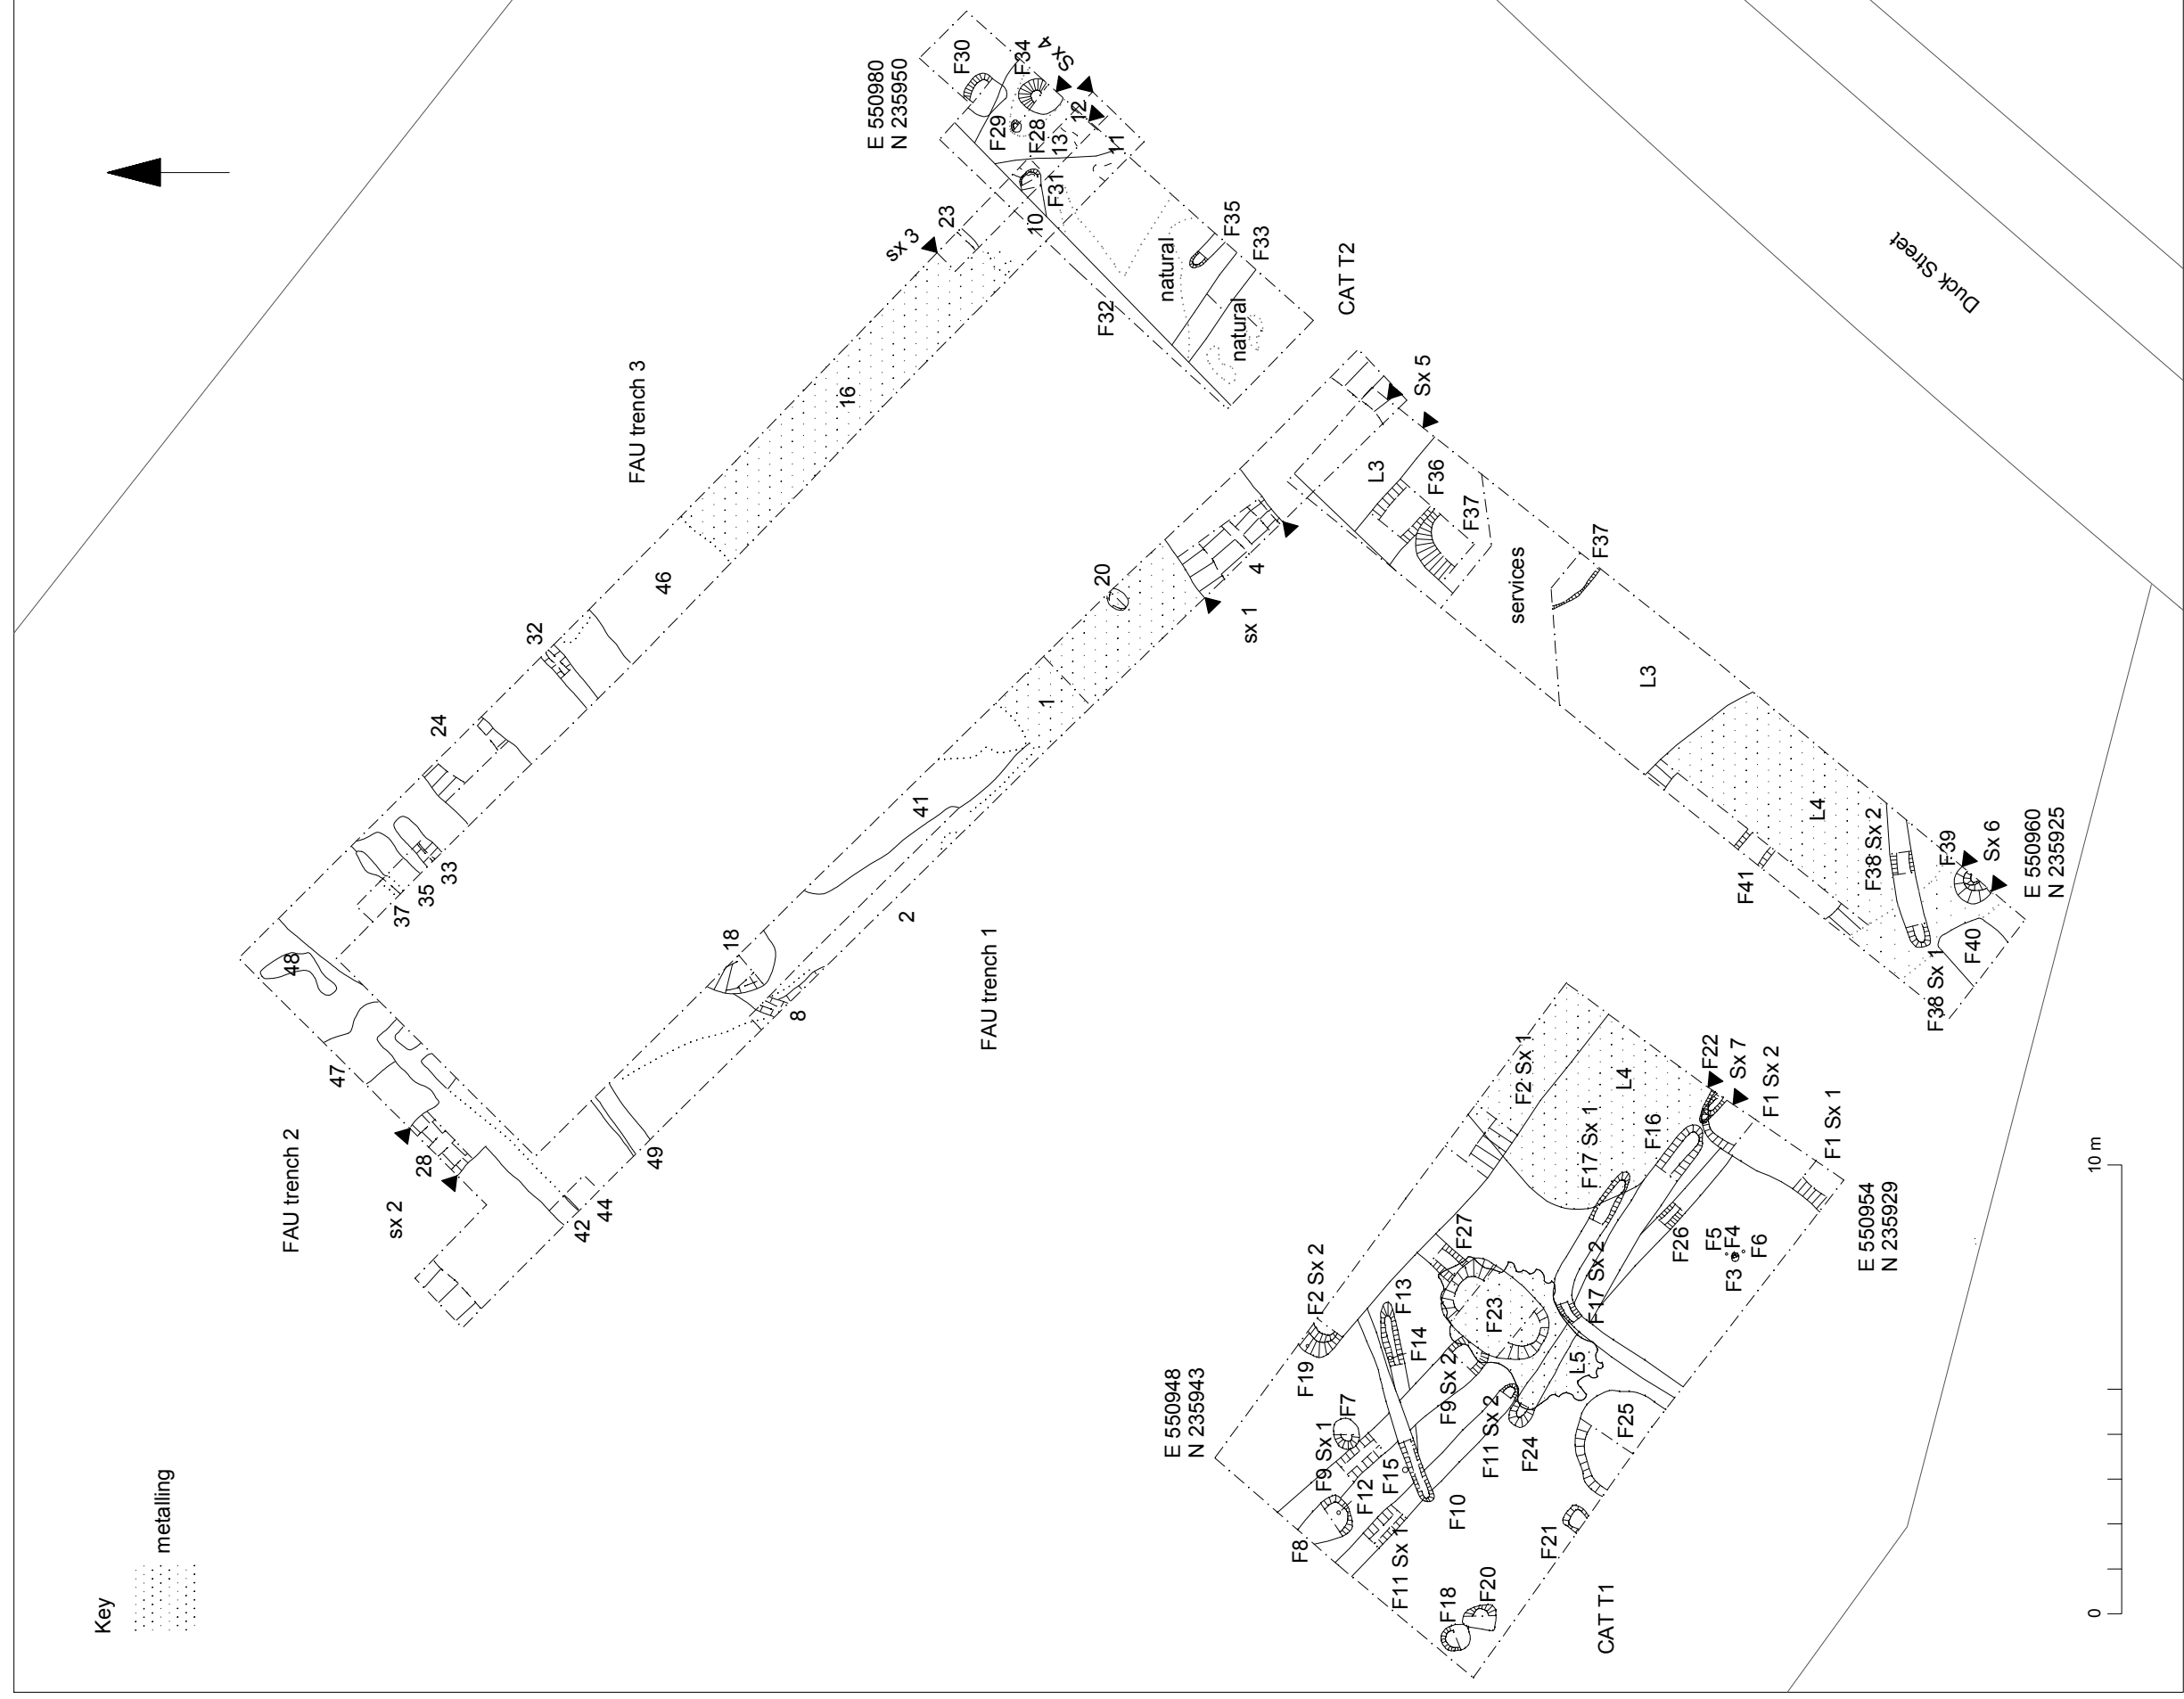 Key
metalling
FAU trench 2
sx 2
28
47
48
37
35
33
24
32
46
FAU trench 3
16
sx 3
23
E 550980
N 235950
F30
F34
Sx 4
F29
F28
12
13
11
F31
10
F32
natural
natural
F35
F33
CAT T2
Duck Street
42
44
49
8
18
2
41
1
20
FAU trench 1
sx 1
4
Sx 5
L3
F36
F37
services
F37
L3
L4
F41
F38 Sx 2
F38 Sx 1
F39
F40
Sx 6
E 550960
N 235925
E 550948
N 235943
F19
F2 Sx 2
F2 Sx 1
F7
F13
F14
F27
F9 Sx 1
F9 Sx 2
F8
F12
F15
F10
F11 Sx 1
F11 Sx 2
F23
F24
L5
F25
F17 Sx 1
F17 Sx 2
L4
F16
F22
Sx 7
F1 Sx 2
F1 Sx 1
F26
F5
F4
F3
F6
F21
F18
F20
CAT T1
E 550954
N 235929
0
10 m